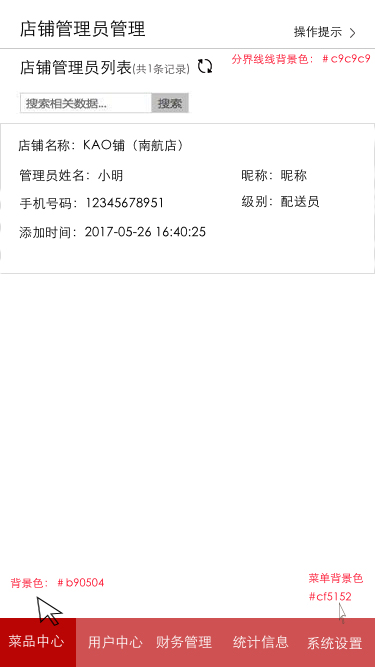 店铺管理员管理
操作提示 >
分界线线背景色：#c9c9c9
店铺管理员列表(共1条记录)
搜索相关数据... 搜索
店铺名称：KAO铺（南航店）
管理员姓名：小明 昵称：昵称
手机号码：12345678951 级别：配送员
添加时间：2017-05-26 16:40:25
背景色：#b90504
菜单背景色
#cf5152
菜品中心 用户中心 财务管理 统计信息 系统设置